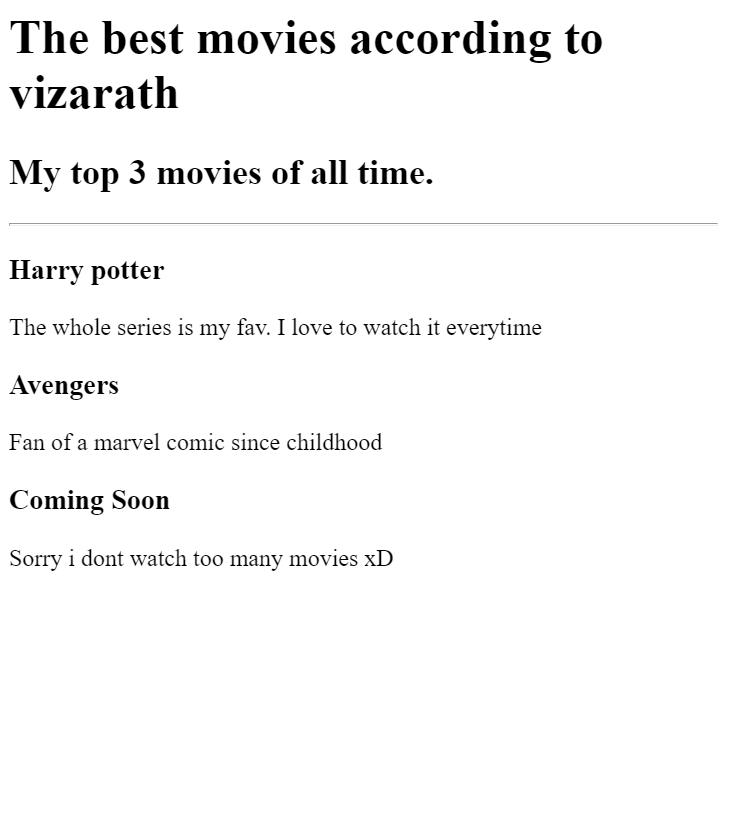 The best movies according to
vizarath
My top 3 movies of all time.
Harry potter
The whole series is my fav. I love to watch it everytime
Avengers
Fan of a marvel comic since childhood
Coming Soon
Sorry i dont watch too many movies xD